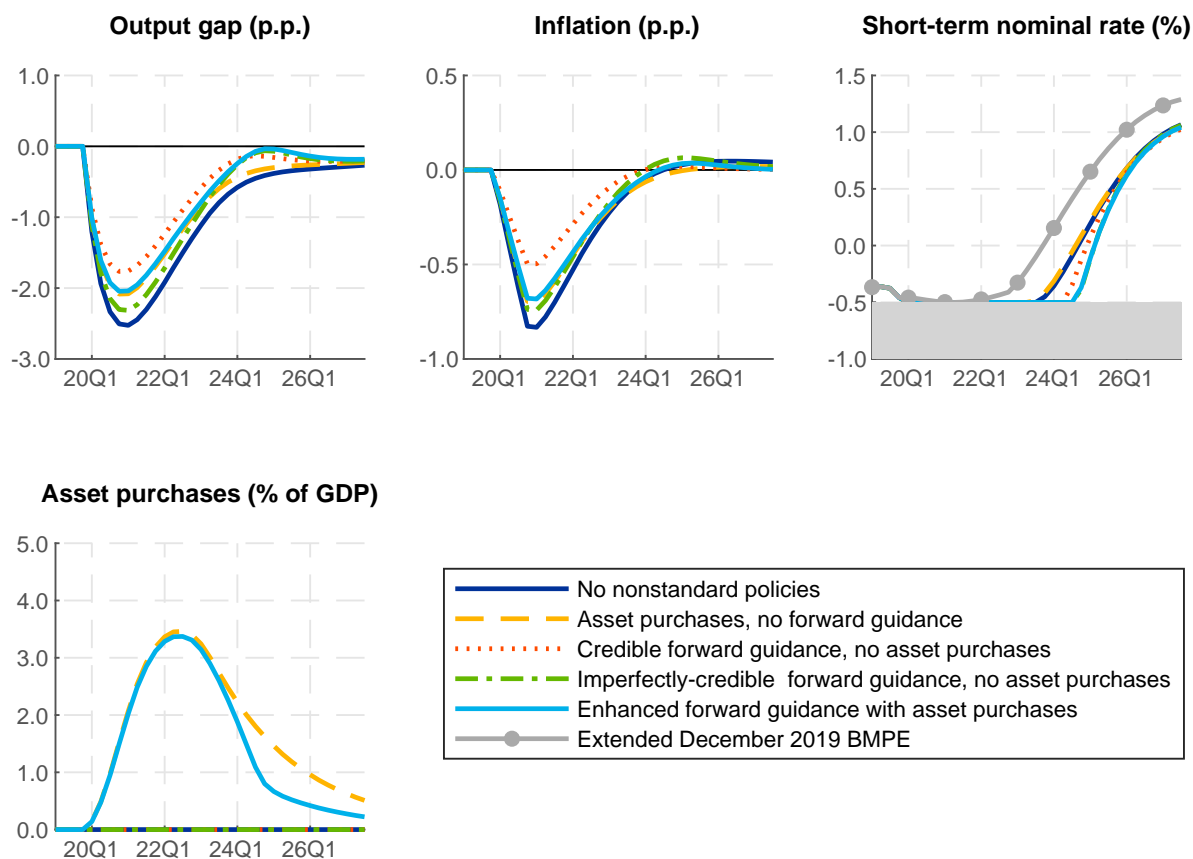 Output gap (p.p.)
1.0
0.0
-1.0
-2.0
-3.0
20Q1 22Q1 24Q1 26Q1
Inflation (p.p.)
0.5
0.0
-0.5
-1.0
20Q1 22Q1 24Q1 26Q1
Short-term nominal rate (%)
1.5
1.0
0.5
0.0
-0.5
-1.0
20Q1 22Q1 24Q1 26Q1
Asset purchases (% of GDP)
5.0
4.0
3.0
2.0
1.0
0.0
20Q1 22Q1 24Q1 26Q1
No nonstandard policies
Asset purchases, no forward guidance
Credible forward guidance, no asset purchases
Imperfectly-credible forward guidance, no asset purchases
Enhanced forward guidance with asset purchases
Extended December 2019 BMPE